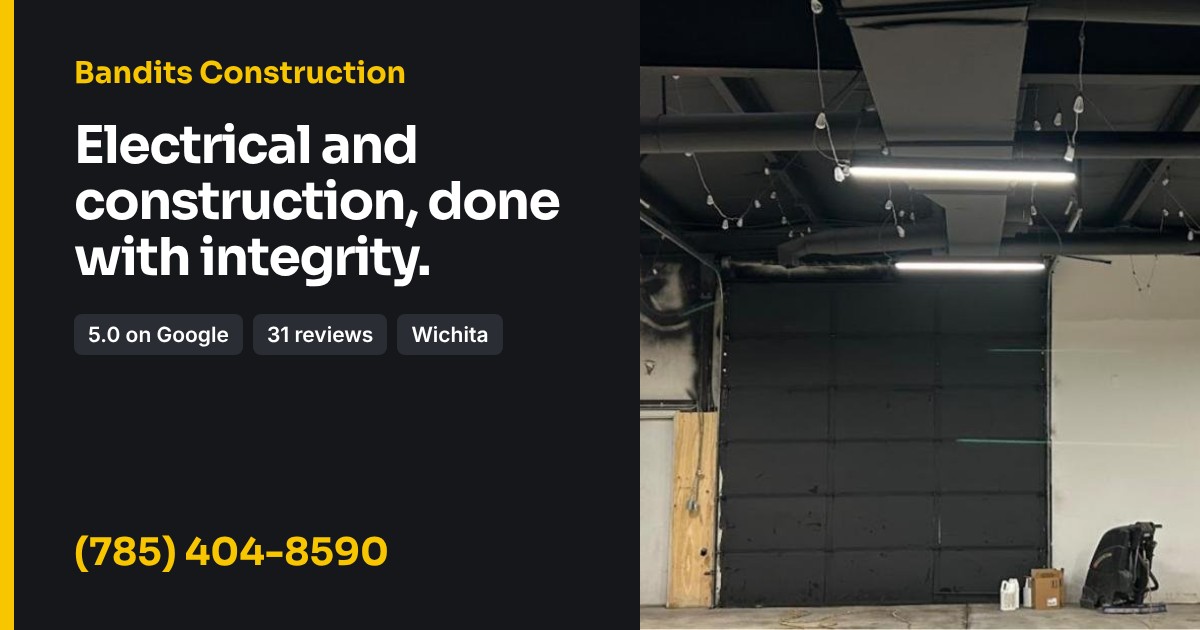 Bandits Construction
Electrical and
construction, done
with integrity.
5.0 on Google
31 reviews
Wichita
(785) 404-8590